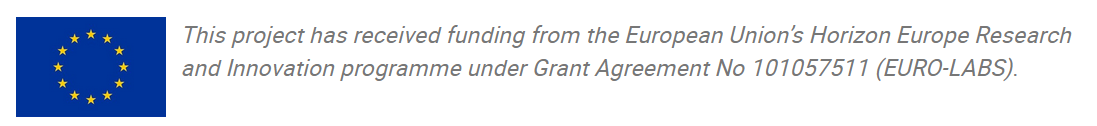 This project has received funding from the European Union’s Horizon Europe Research
and Innovation programme under Grant Agreement No 101057511 (EURO-LABS).